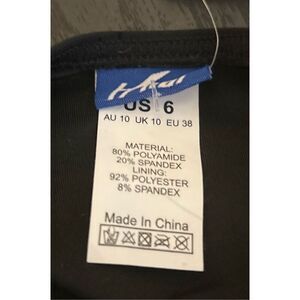 US 6
AU 10 UK 10 EU 38
MATERIAL:
80% POLYAMIDE
20% SPANDEX
LINING:
92% POLYESTER
8% SPANDEX
Made In China